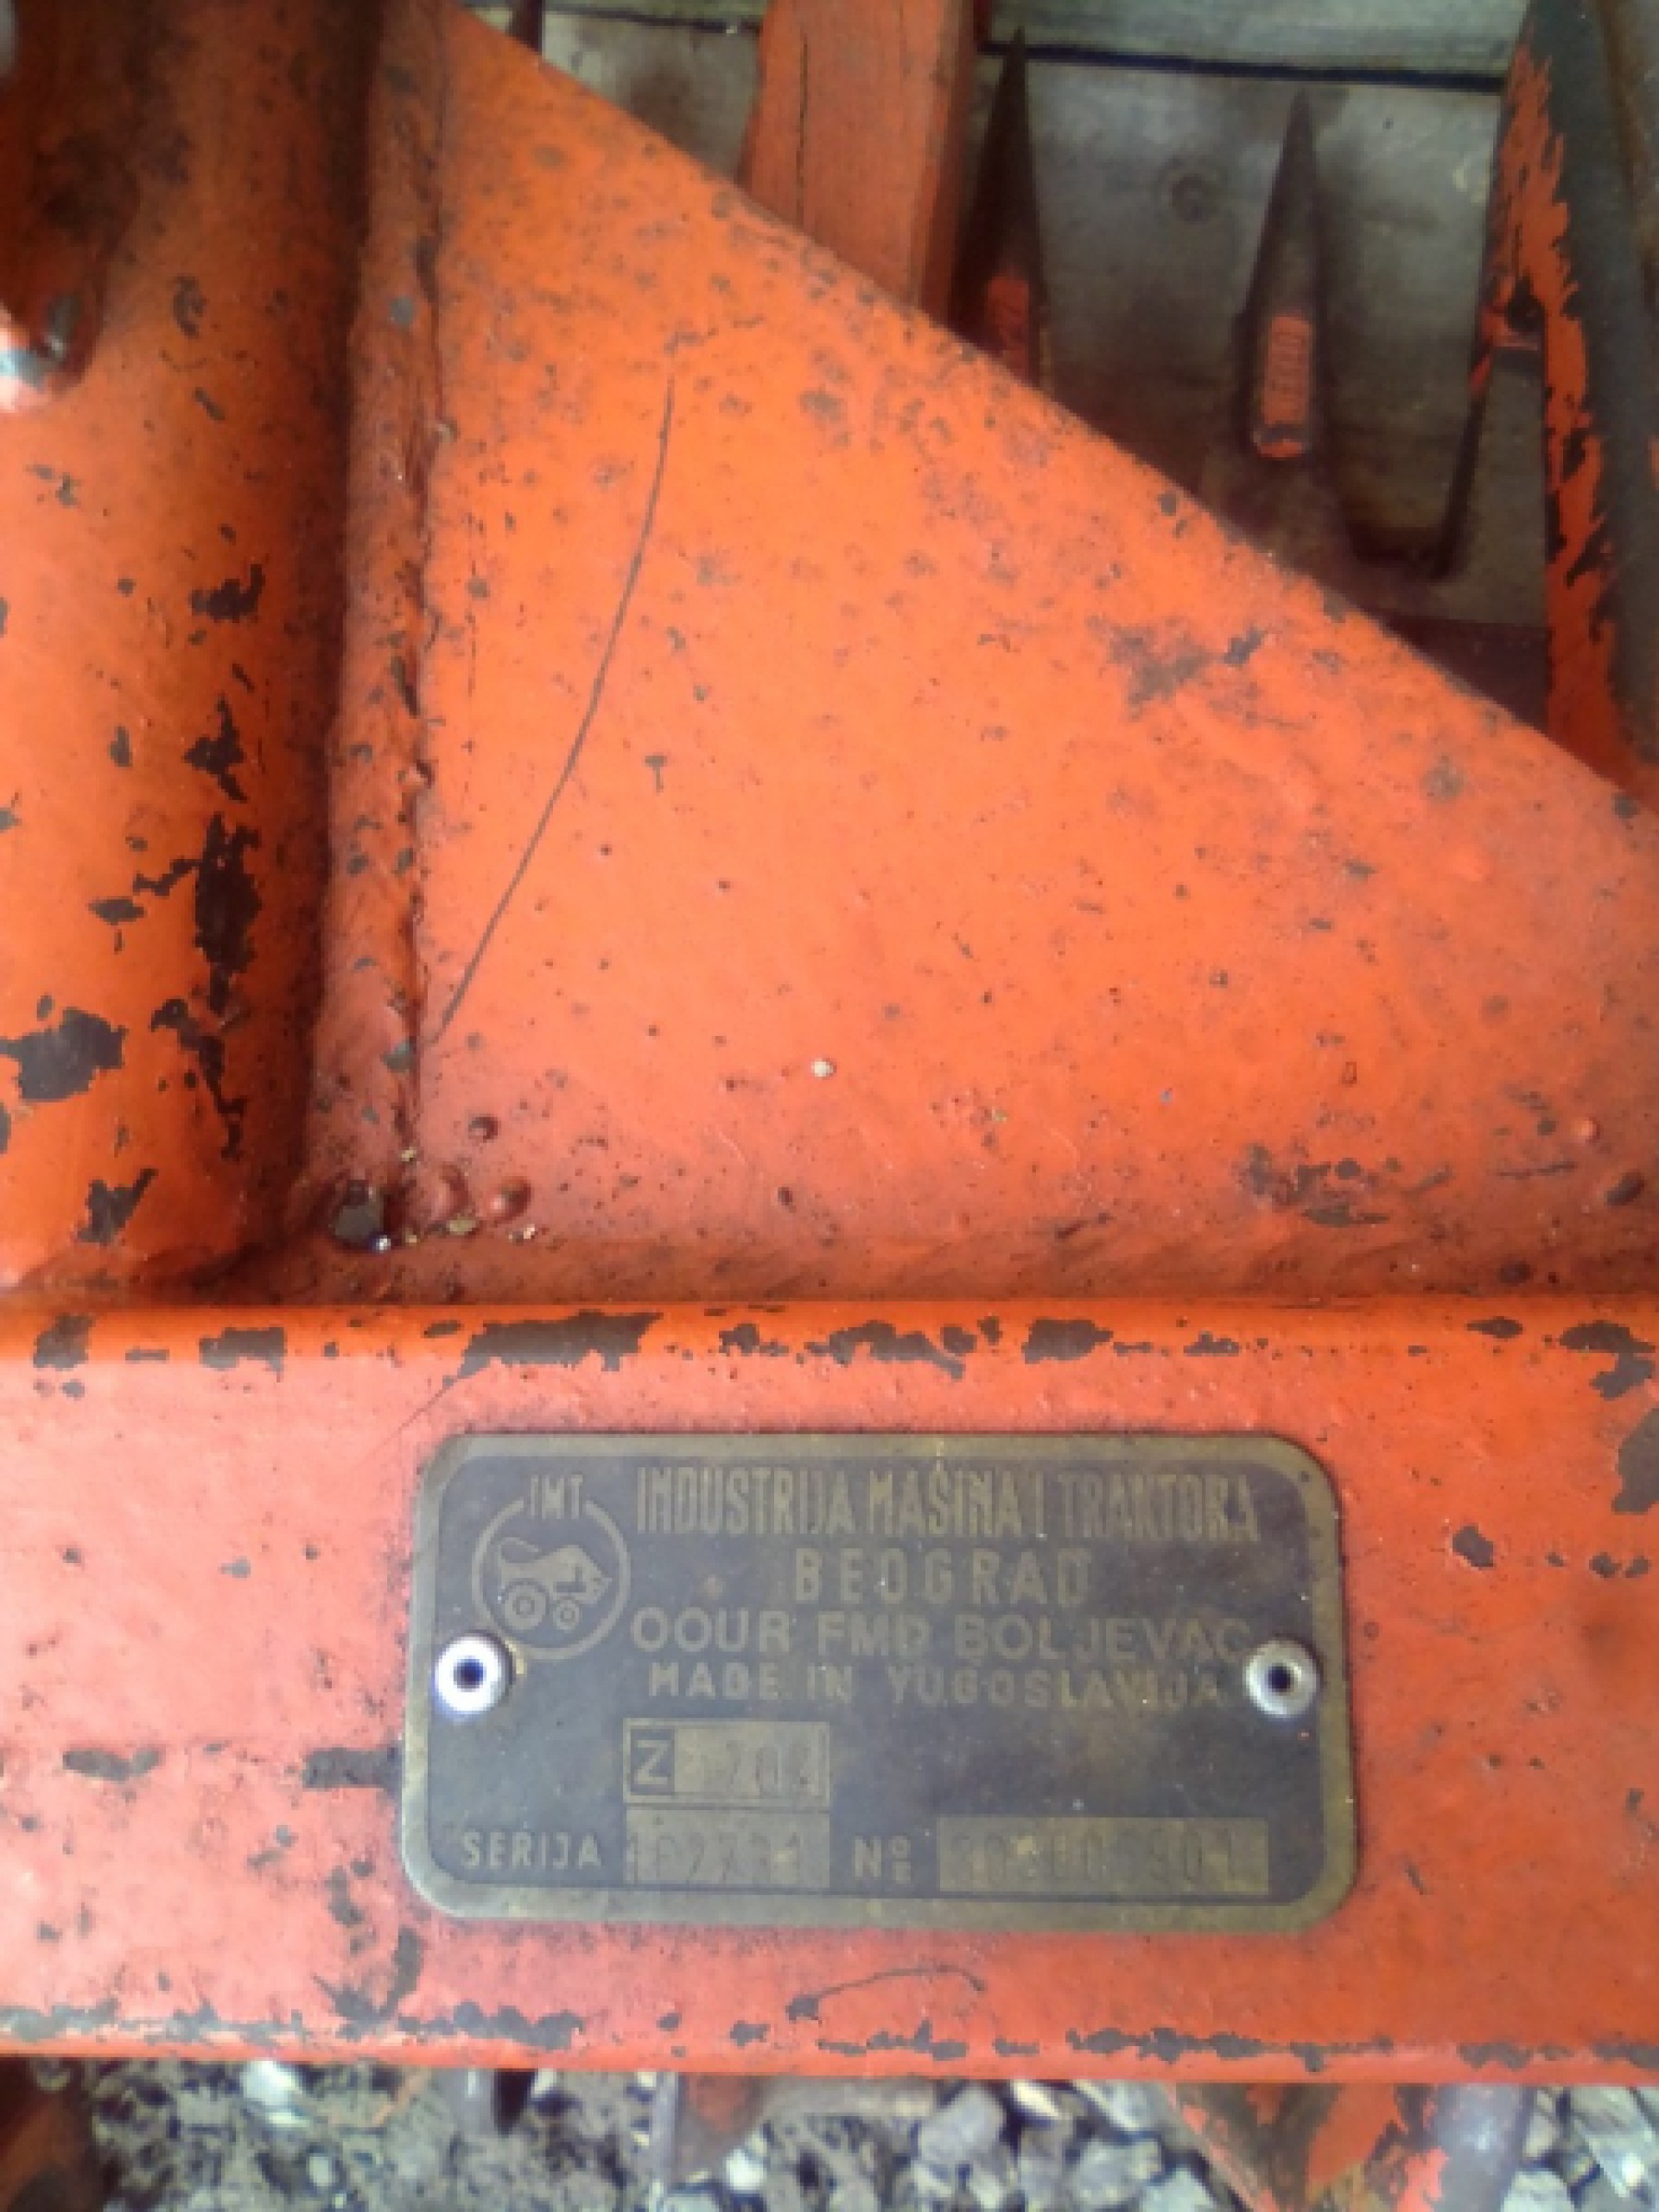 IMT
INDUSTRIJA MAŠINA I TRAKTORA
BEOGRAD
OOUR FMD BOLJEVAC
MADE IN YUGOSLAVIJA
Z
SERIJA №